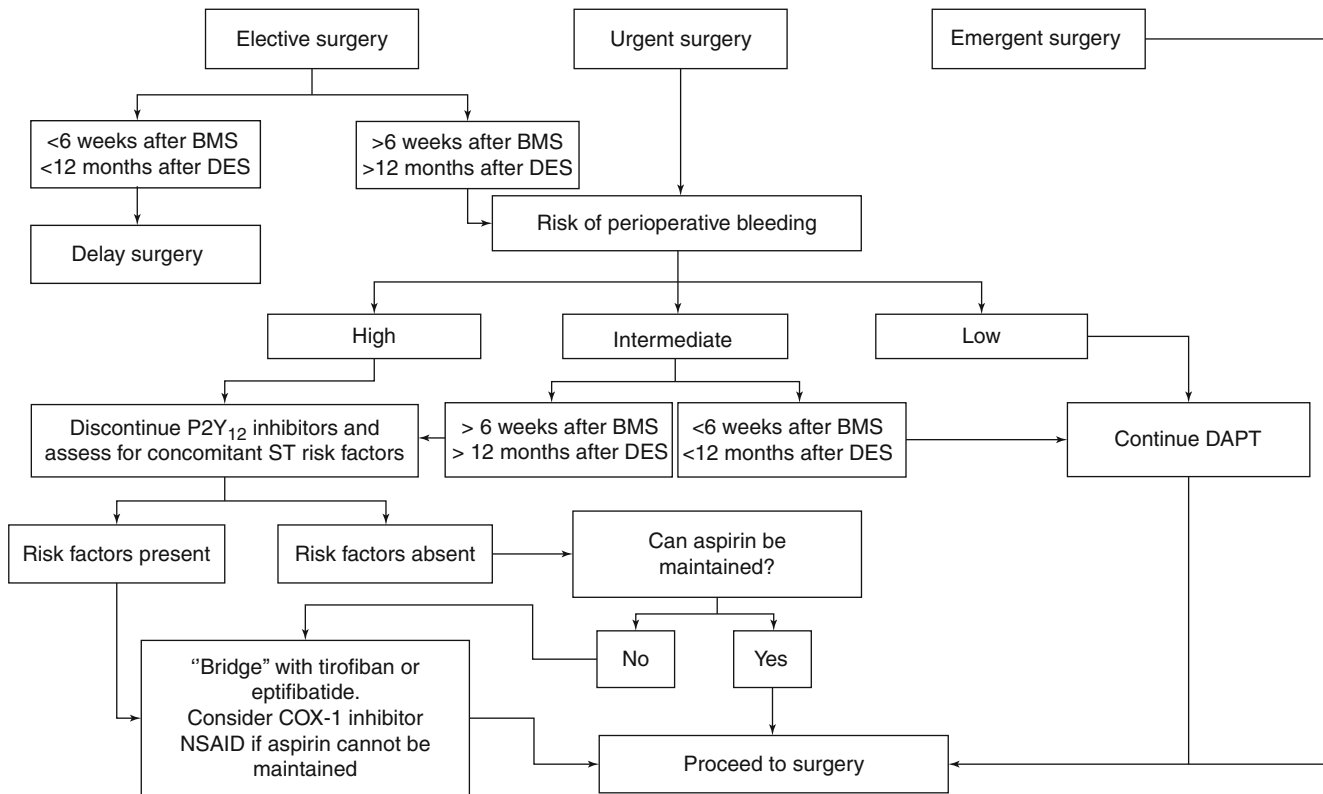 Elective surgery
Urgent surgery
Emergent surgery
<6 weeks after BMS
<12 months after DES
>6 weeks after BMS
>12 months after DES
Risk of perioperative bleeding
Delay surgery
High
Intermediate
Low
Discontinue P2Y₁₂ inhibitors and
assess for concomitant ST risk factors
> 6 weeks after BMS
> 12 months after DES
<6 weeks after BMS
<12 months after DES
Continue DAPT
Risk factors present
Risk factors absent
Can aspirin be
maintained?
No
Yes
‘’Bridge” with tirofiban or
eptifibatide.
Consider COX-1 inhibitor
NSAID if aspirin cannot be
maintained
Proceed to surgery